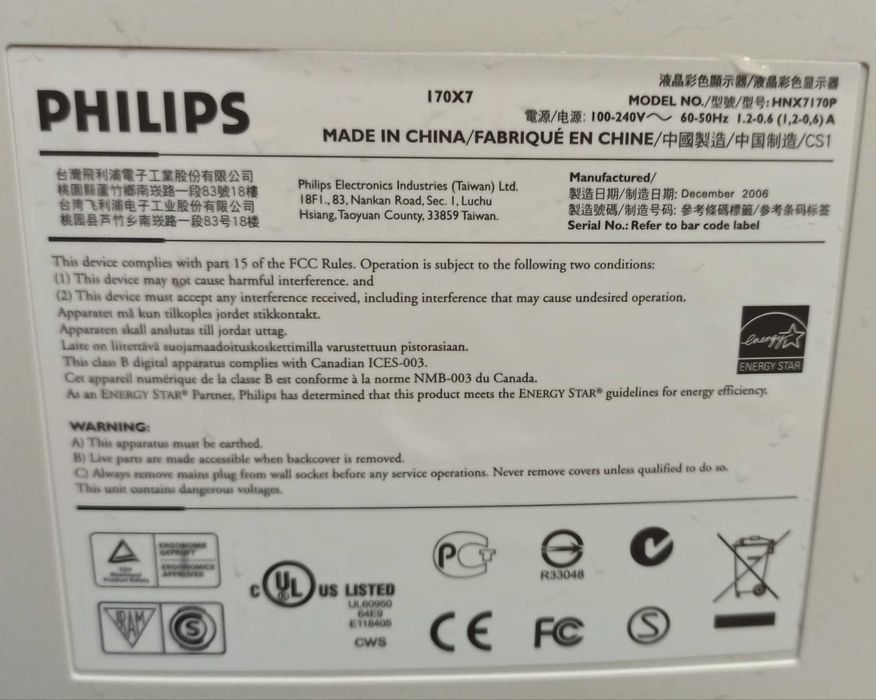 PHILIPS
170X7
液晶彩色顯示器/液晶彩色显示器
MODEL NO./型號/型号: HNX7170P
電源/电源: 100-240V～ 60-50Hz 1.2-0.6 (1,2-0,6) A
MADE IN CHINA/FABRIQUÉ EN CHINE/中國製造/中国制造/CS1
台灣飛利浦電子工業股份有限公司
桃園縣蘆竹鄉南崁路一段83號18樓
台湾飞利浦电子工业股份有限公司
桃园县芦竹乡南崁路一段83号18楼
Philips Electronics Industries (Taiwan) Ltd.
18F1., 83, Nankan Road, Sec. 1, Luchu
Hsiang,Taoyuan County, 33859 Taiwan.
Manufactured/
製造日期/制造日期: December 2006
製造號碼/制造号码: 參考條碼標籤/参考条码标签
Serial No.: Refer to bar code label
This device complies with part 15 of the FCC Rules. Operation is subject to the following two conditions:
(1) This device may not cause harmful interference. and
(2) This device must accept any interference received, including interference that may cause undesired operation.
Apparatet må kun tilkoples jordet stikkontakt.
Apparaten skall anslutas till jordat uttag.
Laite on liitettävä suojamaadoituskoskettimilla varustettuun pistorasiaan.
This class B digital apparatus complies with Canadian ICES-003.
Cet appareil numérique de la classe B est conforme à la norme NMB-003 du Canada.
As an ENERGY STAR® Partner, Philips has determined that this product meets the ENERGY STAR® guidelines for energy efficiency.
energy
ENERGY STAR
WARNING:
A) This apparatus must be earthed.
B) Live parts are made accessible when backcover is removed.
C) Always remove mains plug from wall socket before any service operations. Never remove covers unless qualified to do so.
This unit contains dangerous voltages.
TÜV
Rheinland
Product Safety
ERGONOMIE
GEPRÜFT
ERGONOMICS
APPROVED
C UL US LISTED
UL60950
64E9
E118405
CWS
PCT
R33048
CE
FC
S